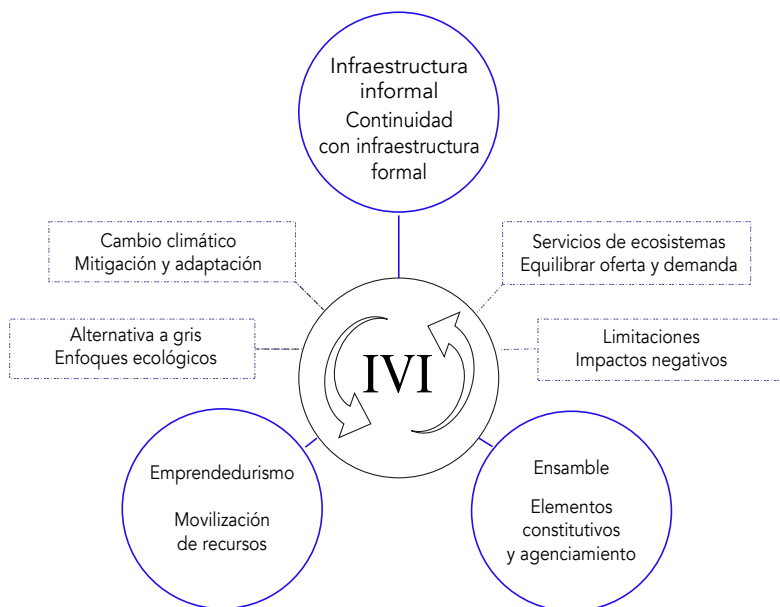 Infraestructura
informal
Continuidad
con infraestructura
formal
Cambio climático
Mitigación y adaptación
Servicios de ecosistemas
Equilibrar oferta y demanda
Alternativa a gris
Enfoques ecológicos
IVI
Limitaciones
Impactos negativos
Emprendedurismo
Movilización
de recursos
Ensamble
Elementos
constitutivos
y agenciamiento